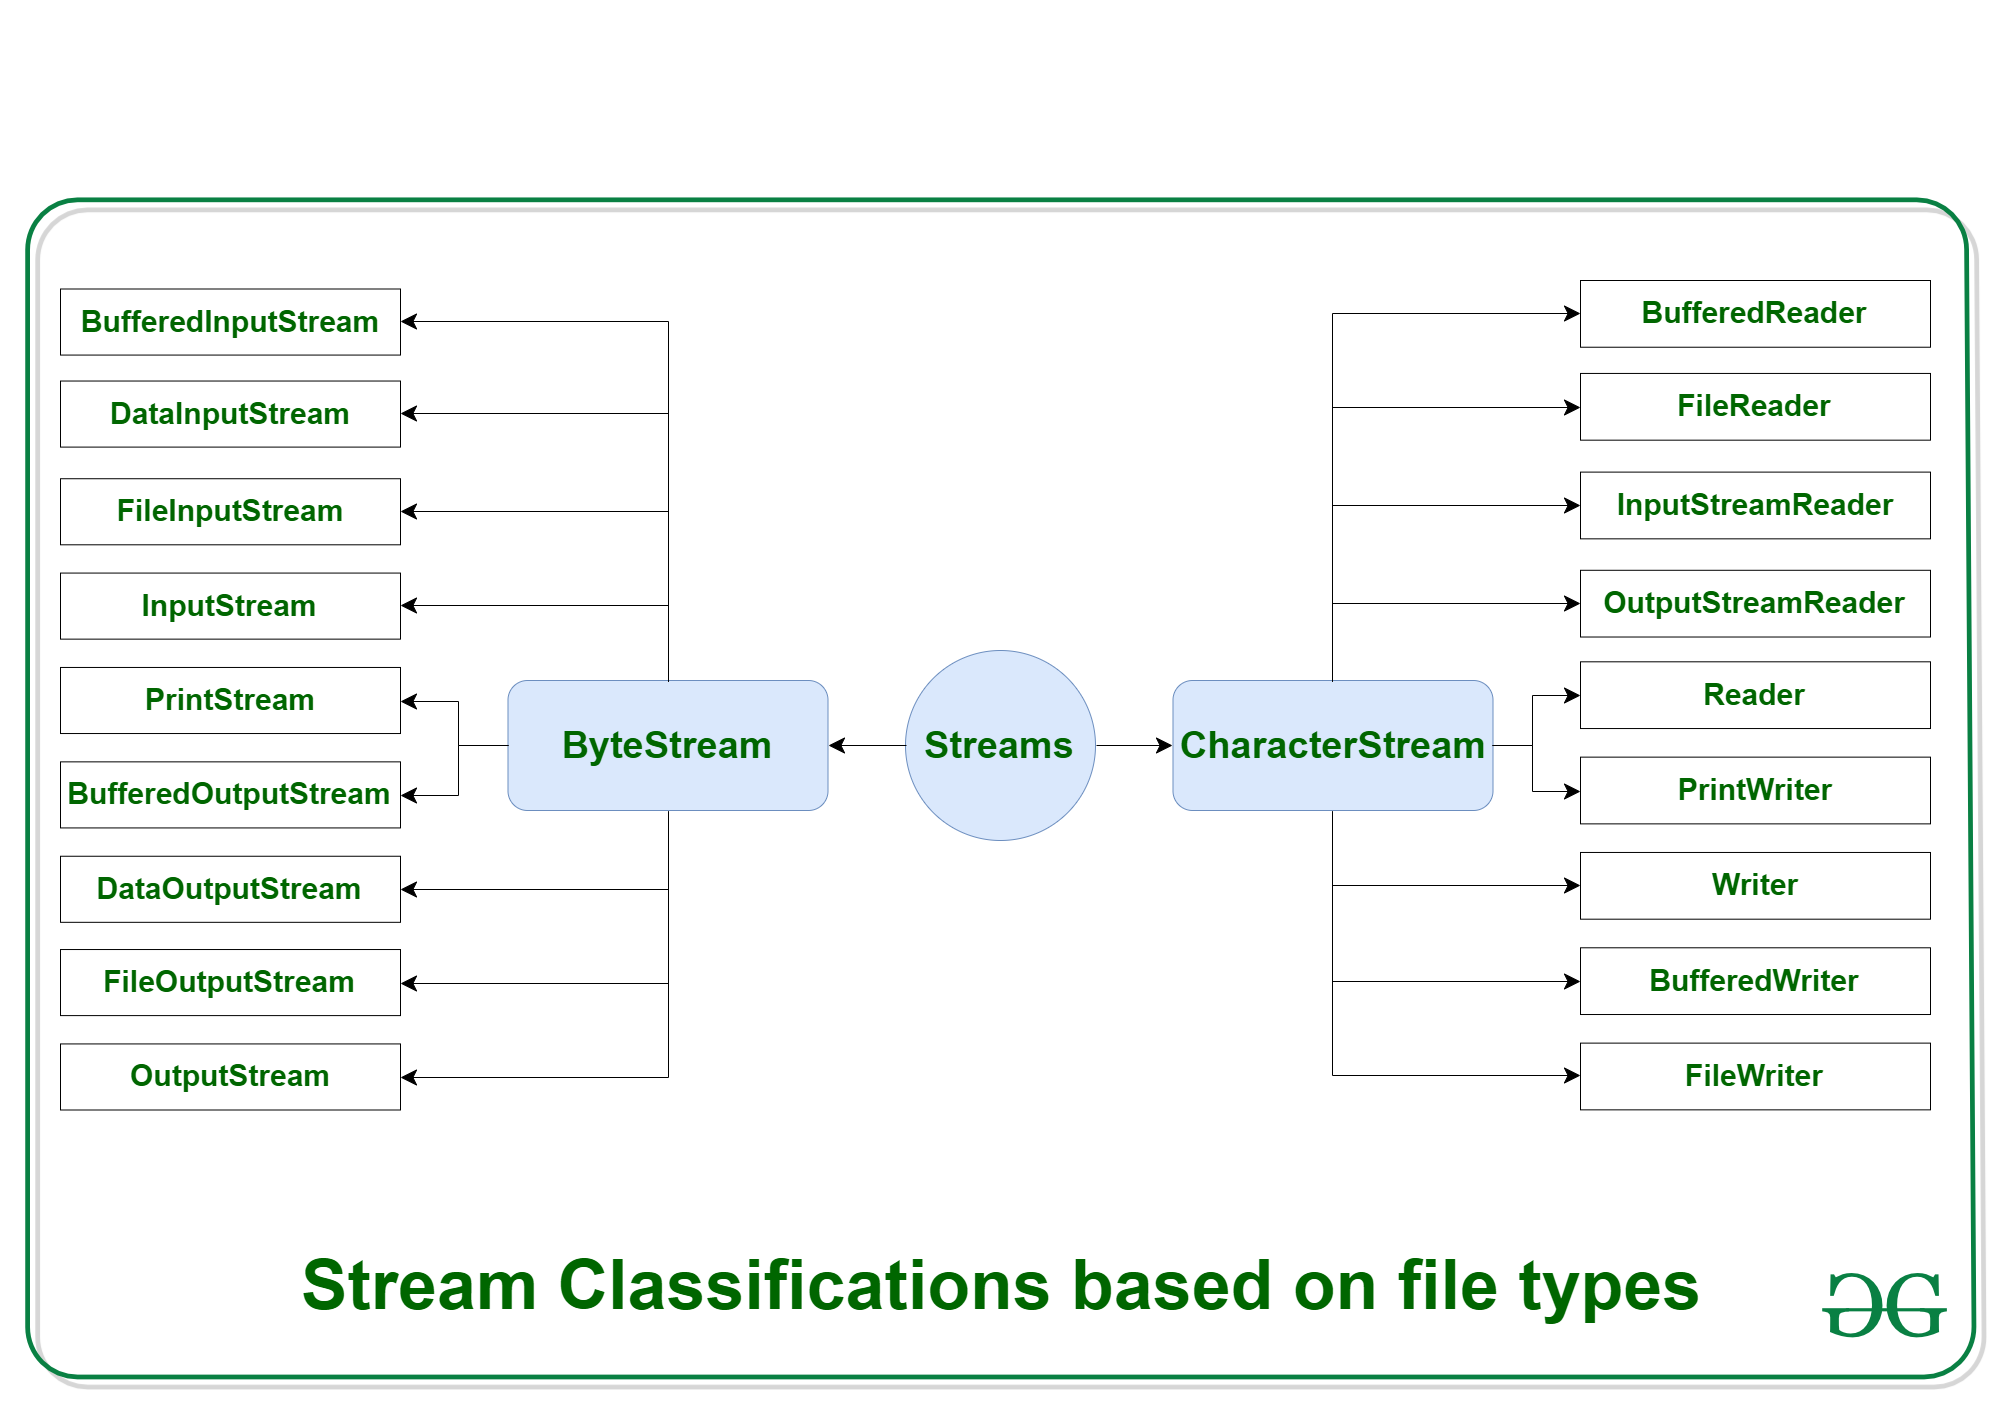 BufferedInputStream
DataInputStream
FileInputStream
InputStream
PrintStream
BufferedOutputStream
DataOutputStream
FileOutputStream
OutputStream
ByteStream
Streams
CharacterStream
BufferedReader
FileReader
InputStreamReader
OutputStreamReader
Reader
PrintWriter
Writer
BufferedWriter
FileWriter
Stream Classifications based on file types